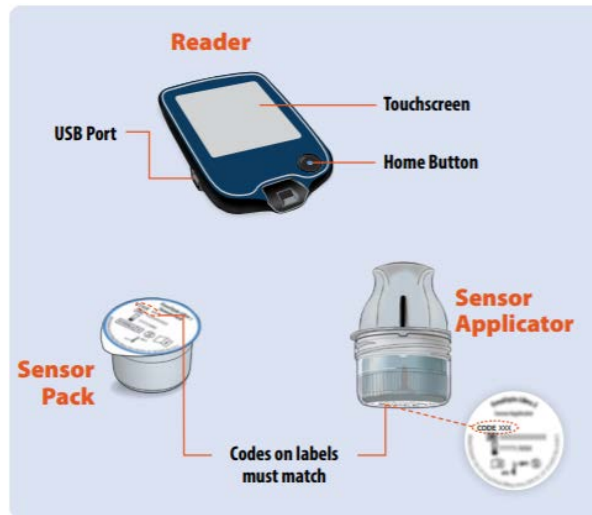 Reader
Touchscreen
USB Port
Home Button
Sensor
Applicator
Sensor
Pack
CODE XXX
Codes on labels
must match